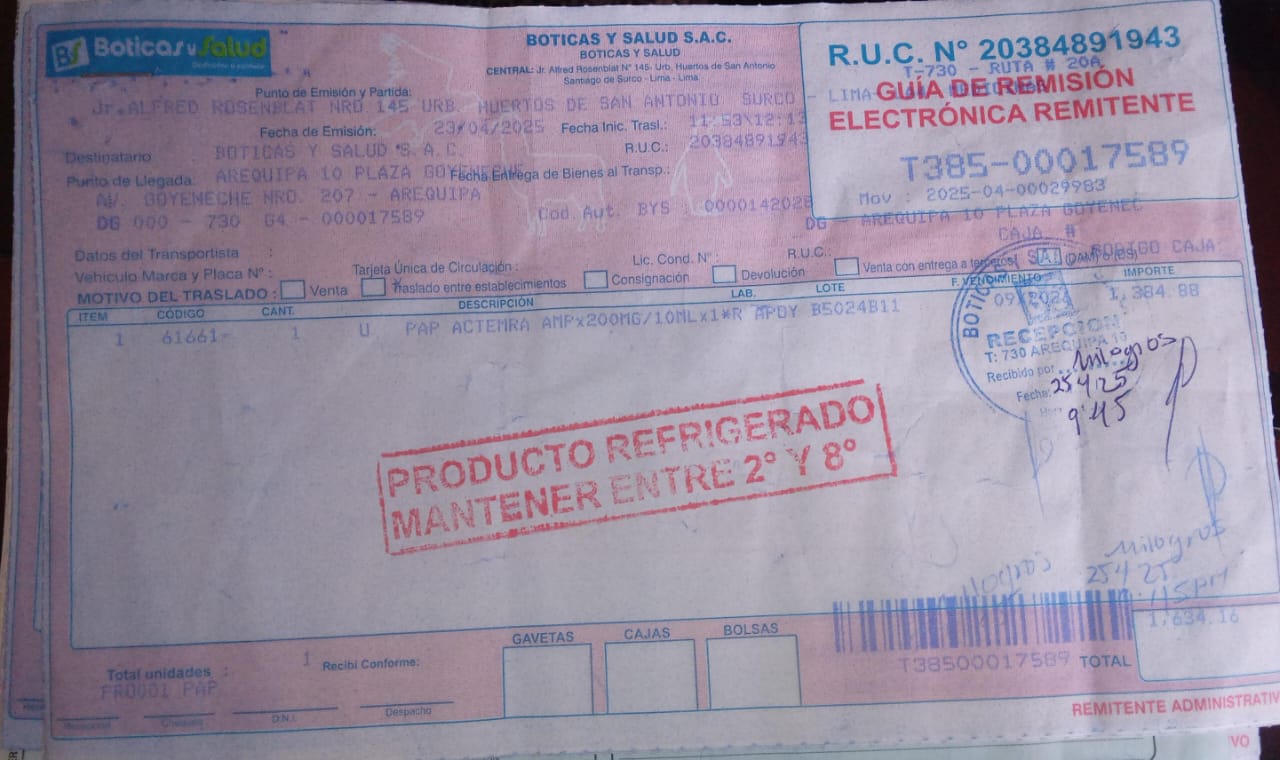 BS Boticas y Salud
BOTICAS Y SALUD S.A.C.
BOTICAS Y SALUD
CENTRAL: Jr. Alfred Rosenblat N° 145, Urb. Huertos de San Antonio
Santiago de Surco - Lima - Lima
R.U.C. N° 20384891943
T-730 - RUTA # 20A
GUÍA DE REMISIÓN
ELECTRÓNICA REMITENTE
T385-00017589
Mov : 2025-04-00029983
Punto de Emisión y Partida:
Jr.ALFRED ROSENBLAT NRO 145 URB. HUERTOS DE SAN ANTONIO SURCO - LIMA
Fecha de Emisión: 23/04/2025 Fecha Inic. Trasl.: 11:53\12:13
Destinatario BOTICAS Y SALUD S.A.C. R.U.C.: 20384891943
Punto de Llegada: AREQUIPA 10 PLAZA GOYENECHE Fecha Entrega de Bienes al Transp.:
AV. GOYENECHE NRO. 207 - AREQUIPA
DG 000 - 730 G4 - 000017589 Cod Aut. BYS : 0000142028
DG AREQUIPA 10 PLAZA GOYENEC
CAJA #
CODIGO CAJA:
Datos del Transportista :
Vehículo Marca y Placa N° : Tarjeta Única de Circulación : Lic. Cond. N° : R.U.C.:
MOTIVO DEL TRASLADO : Venta Traslado entre establecimientos Consignación Devolución Venta con entrega a terceros
ITEM CÓDIGO CANT. DESCRIPCIÓN LAB. LOTE F. VENDIMIENTO IMPORTE
1 61661- 1 U PAP ACTEMRA AMPx200MG/10MLx1*R APOY B5024B11 1,384.88
RECEPCION
T: 730 AREQUIPA 10
Recibido por Milagros
Fecha: 25 4 25
9:45
PRODUCTO REFRIGERADO
MANTENER ENTRE 2° Y 8°
Milagros
25 4 25
1,634.16
GAVETAS CAJAS BOLSAS
T38500017589 TOTAL
Total unidades : 1 Recibí Conforme:
FR0001 PAP
D.N.I. Despacho
REMITENTE ADMINISTRATIV
VO